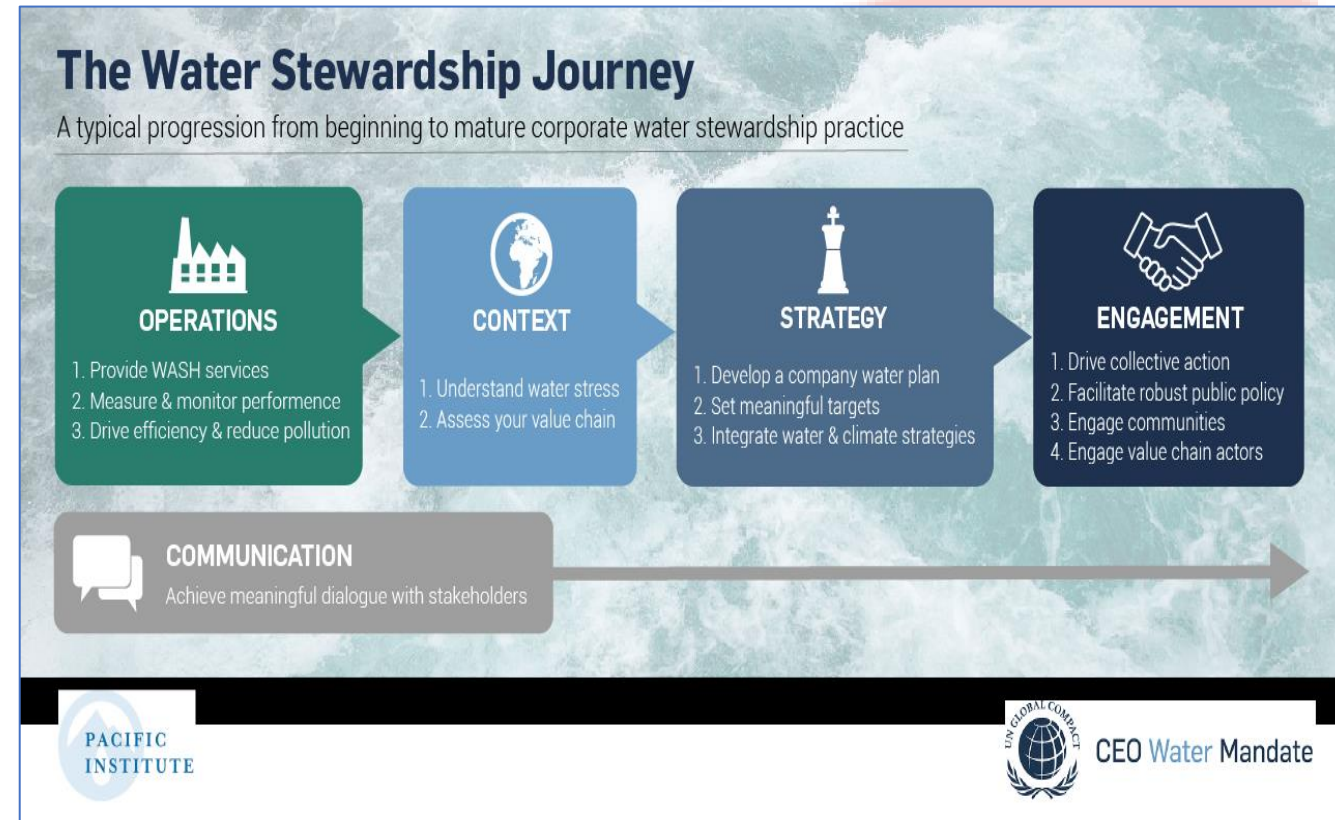 The Water Stewardship Journey
A typical progression from beginning to mature corporate water stewardship practice
OPERATIONS
1. Provide WASH services
2. Measure & monitor performence
3. Drive efficiency & reduce pollution
CONTEXT
1. Understand water stress
2. Assess your value chain
STRATEGY
1. Develop a company water plan
2. Set meaningful targets
3. Integrate water & climate strategies
ENGAGEMENT
1. Drive collective action
2. Facilitate robust public policy
3. Engage communities
4. Engage value chain actors
COMMUNICATION
Achieve meaningful dialogue with stakeholders
PACIFIC
INSTITUTE
UN GLOBAL COMPACT
CEO Water Mandate